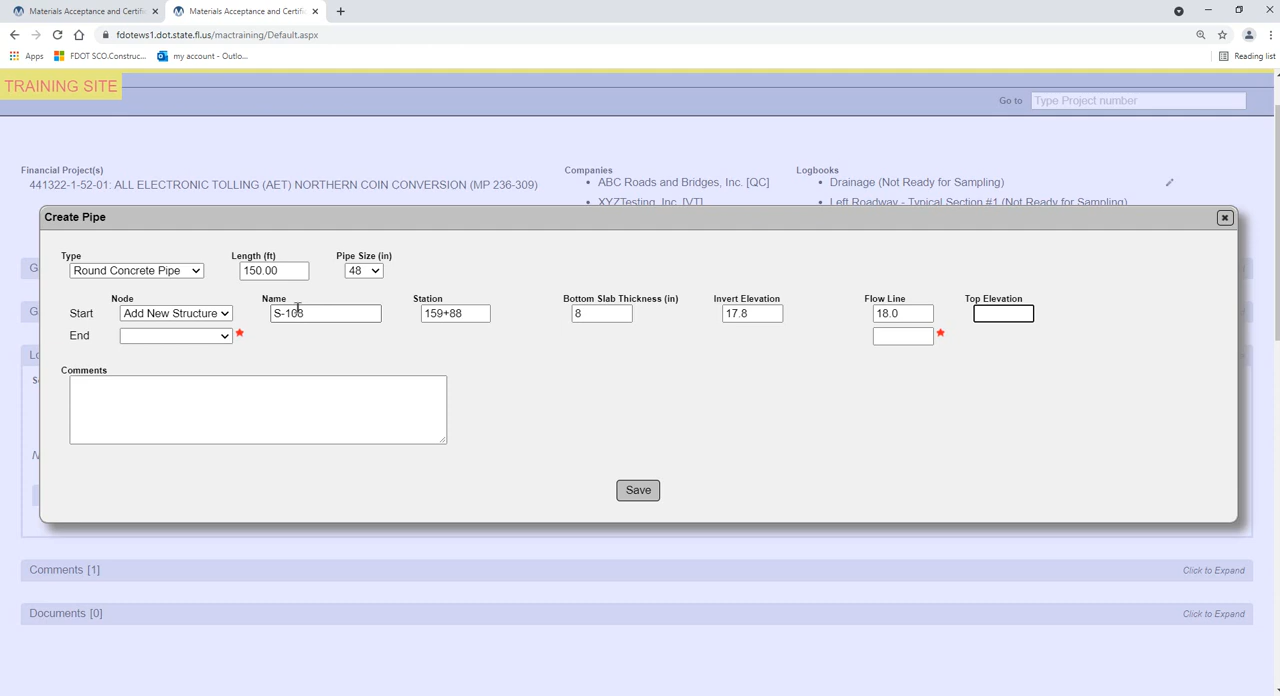 Materials Acceptance and Certific
Materials Acceptance and Certific
fdotews1.dot.state.fl.us/mactraining/Default.aspx
Apps
FDOT SCO.Construc...
my account - Outlo...
Reading list
TRAINING SITE
Go to
Type Project number
Financial Project(s)
441322-1-52-01: ALL ELECTRONIC TOLLING (AET) NORTHERN COIN CONVERSION (MP 236-309)
Companies
• ABC Roads and Bridges, Inc. [QC]
• XYZTesting, Inc. [VT]
Logbooks
• Drainage (Not Ready for Sampling)
• Left Roadway - Typical Section #1 (Not Ready for Sampling)
Create Pipe
Type
Length (ft)
Pipe Size (in)
Round Concrete Pipe
150.00
48
Node
Name
Station
Bottom Slab Thickness (in)
Invert Elevation
Flow Line
Top Elevation
Start
Add New Structure
S-108
159+88
8
17.8
18.0
End
*
*
Comments
Save
Comments [1]
Click to Expand
Documents [0]
Click to Expand